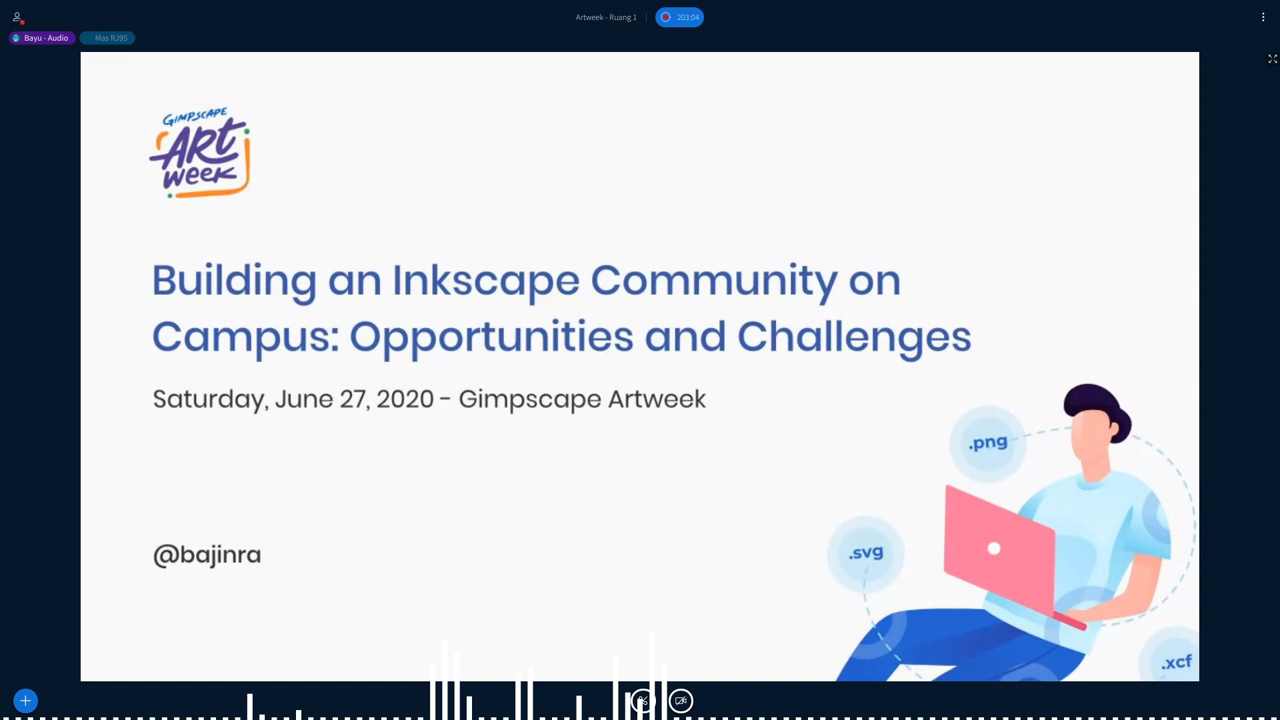 Artweek - Ruang 1
203:04
Bayu - Audio
Mas RJ95
GIMPSCAPE
ARt
week
Building an Inkscape Community on
Campus: Opportunities and Challenges
Saturday, June 27, 2020 - Gimpscape Artweek
.png
@bajinra
.svg
.xcf